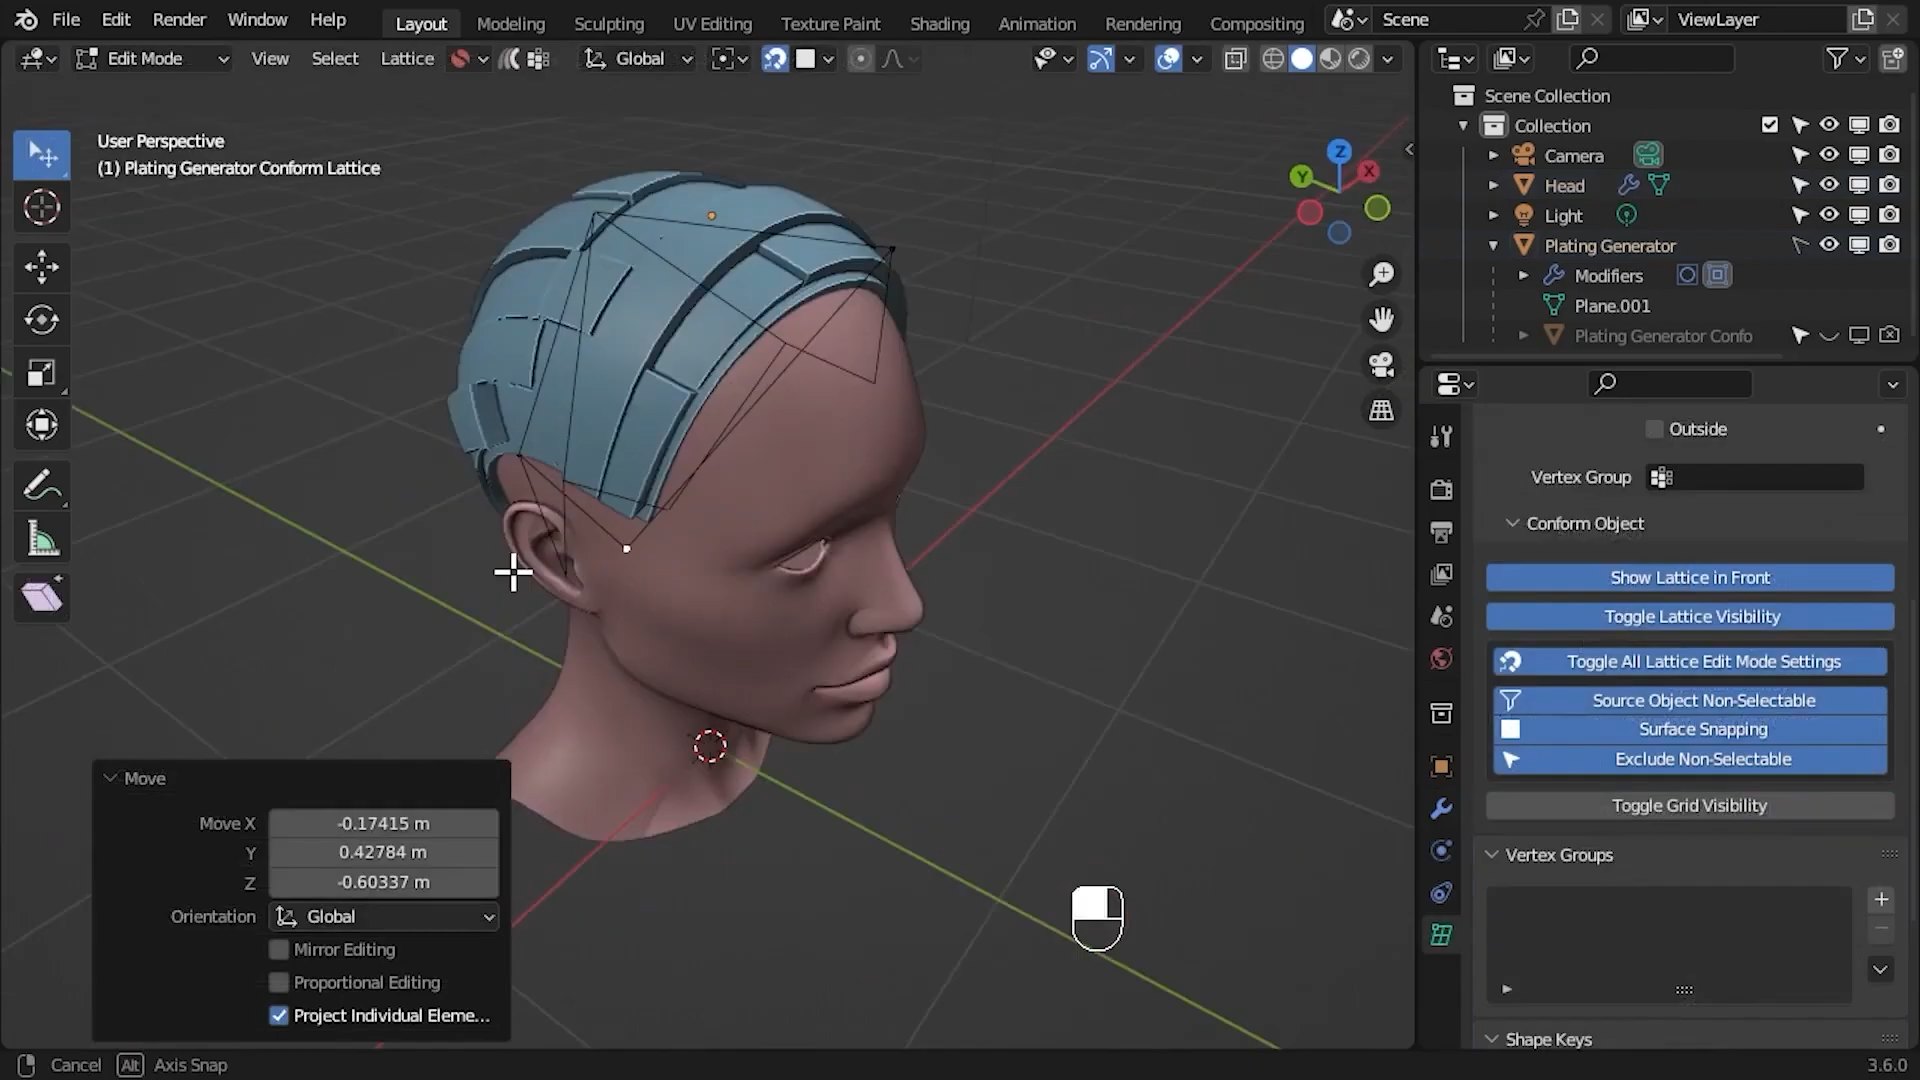 File Edit Render Window Help Layout Modeling Sculpting UV Editing Texture Paint Shading Animation Rendering Compositing Scene ViewLayer
Edit Mode View Select Lattice Global
User Perspective
(1) Plating Generator Conform Lattice
Z
Y
X
Scene Collection
Collection
Camera
Head
Light
Plating Generator
Modifiers
Plane.001
Plating Generator Confo
Outside
Vertex Group
Conform Object
Show Lattice in Front
Toggle Lattice Visibility
Toggle All Lattice Edit Mode Settings
Source Object Non-Selectable
Surface Snapping
Exclude Non-Selectable
Toggle Grid Visibility
Vertex Groups
Shape Keys
Move
Move X -0.17415 m
Y 0.42784 m
Z -0.60337 m
Orientation Global
Mirror Editing
Proportional Editing
Project Individual Eleme...
Cancel Alt Axis Snap
3.6.0